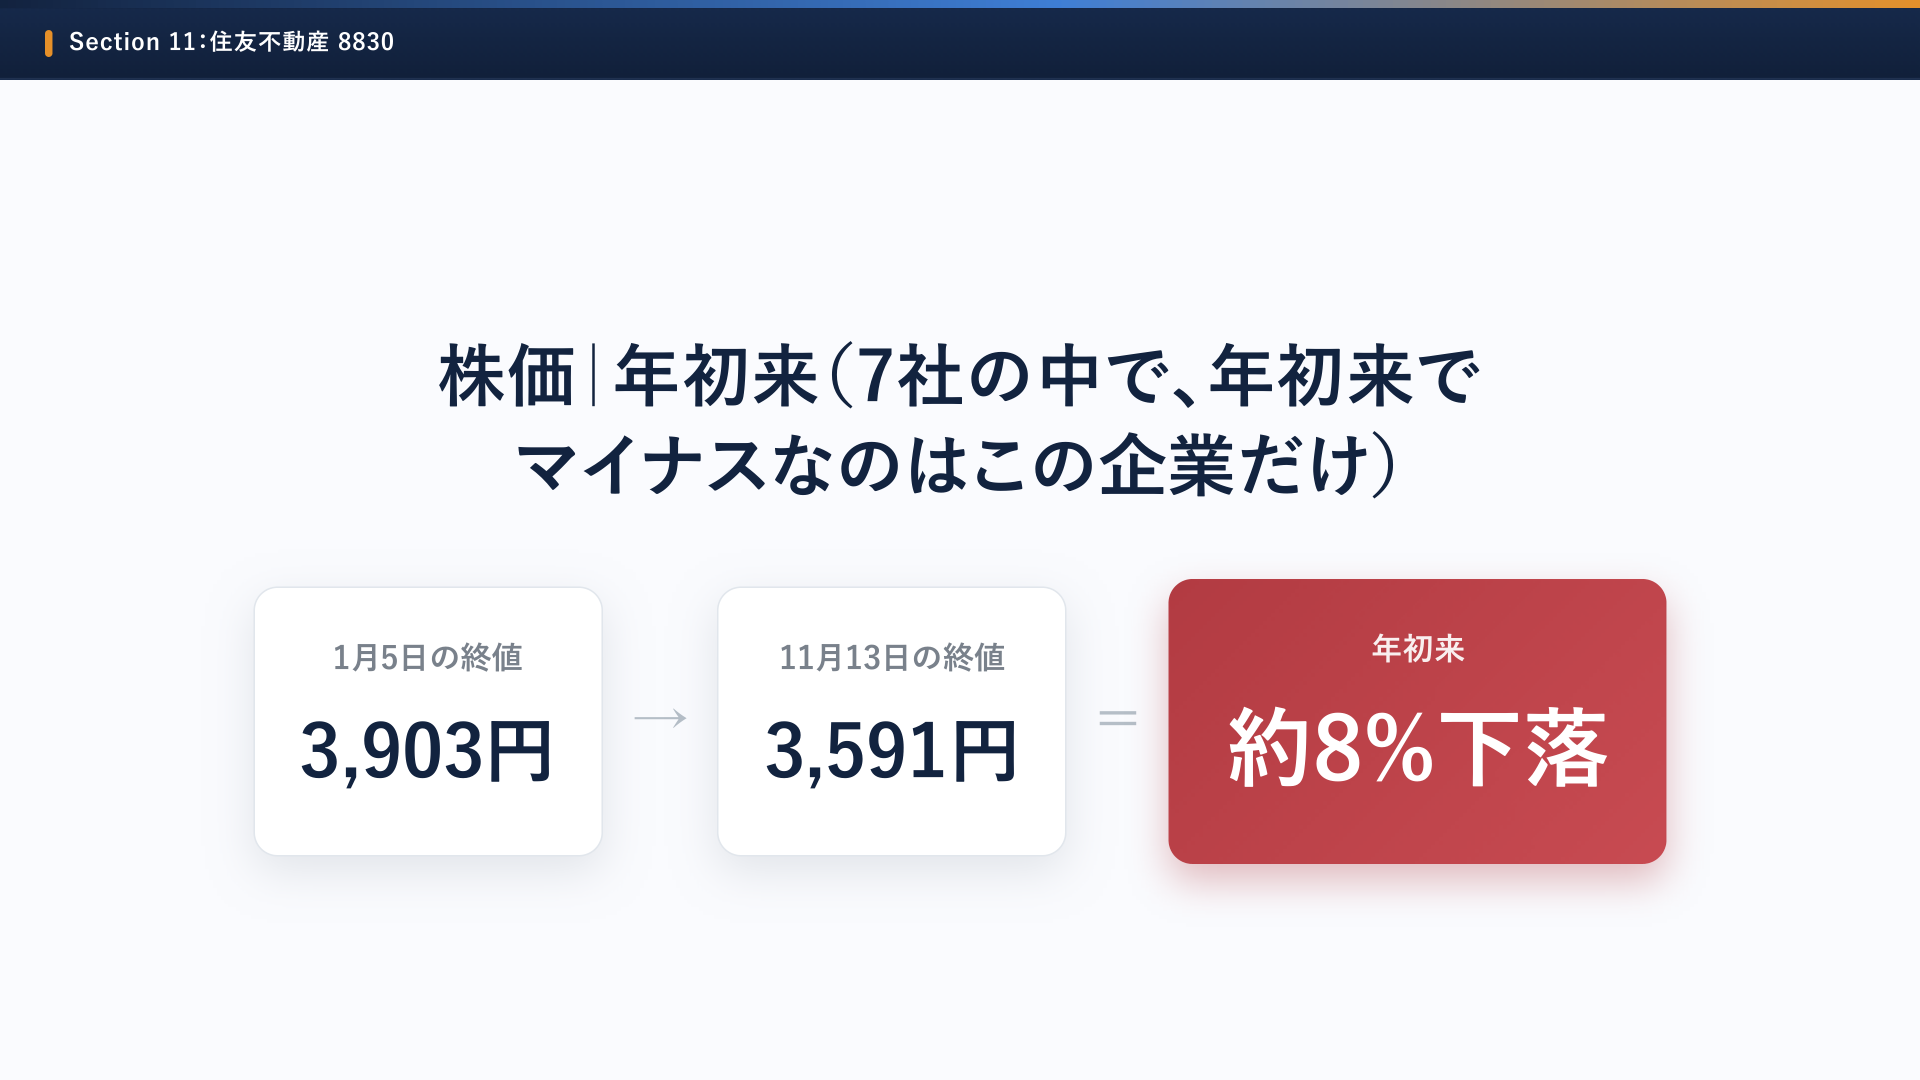 Section 11：住友不動産 8830
株価｜年初来（7社の中で、年初来で
マイナスなのはこの企業だけ）
1月5日の終値
3,903円
→
11月13日の終値
3,591円
＝
年初来
約8%下落